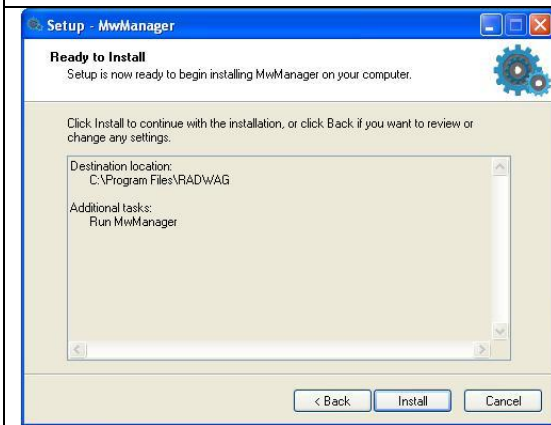 Setup - MwManager
Ready to Install
Setup is now ready to begin installing MwManager on your computer.
Click Install to continue with the installation, or click Back if you want to review or
change any settings.
Destination location:
C:\Program Files\RADWAG
Additional tasks:
Run MwManager
< Back
Install
Cancel